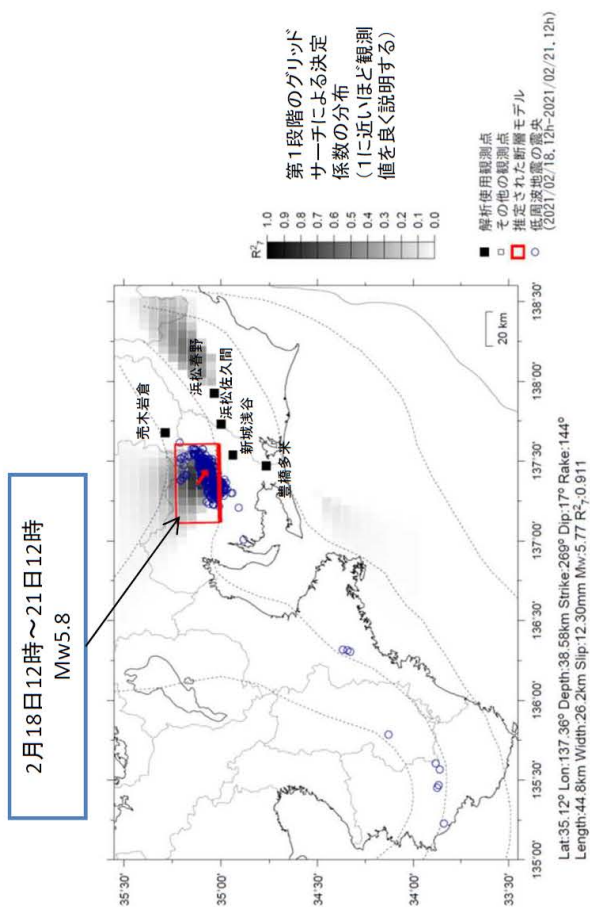 2月18日12時～21日12時
Mw5.8
35°30'
35°00'
34°30'
34°00'
33°30'
135°00'
135°30'
136°00'
136°30'
137°00'
137°30'
138°00'
138°30'
売木岩倉
浜松春野
浜松佐久間
新城浅谷
豊橋多米
20 km
R²₇
1.0
0.9
0.8
0.7
0.6
0.5
0.4
0.3
0.2
0.1
0.0
第1段階のグリッド
サーチによる決定
係数の分布
(1に近いほど観測
値を良く説明する)
解析使用観測点
その他の観測点
推定された断層モデル
低周波地震の震央
(2021/02/18, 12h-2021/02/21, 12h)
Lat:35.12° Lon:137.36° Depth:38.58km Strike:269° Dip:17° Rake:144°
Length:44.8km Width:26.2km Slip:12.30mm Mw:5.77 R²₇:0.911